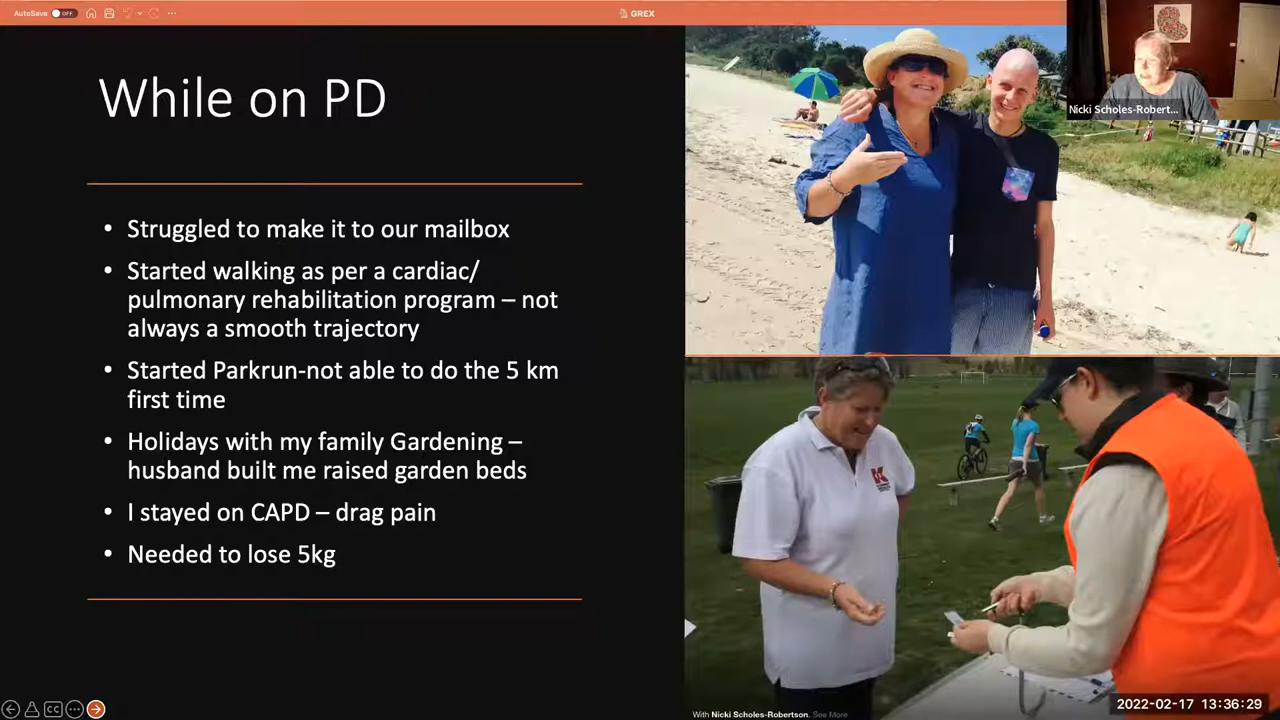 AutoSave OFF
GREX
While on PD
• Struggled to make it to our mailbox
• Started walking as per a cardiac/
pulmonary rehabilitation program – not
always a smooth trajectory
• Started Parkrun-not able to do the 5 km
first time
• Holidays with my family Gardening –
husband built me raised garden beds
• I stayed on CAPD – drag pain
• Needed to lose 5kg
Nicki Scholes-Robert...
K
With Nicki Scholes-Robertson. See More
CC
2022-02-17 13:36:29